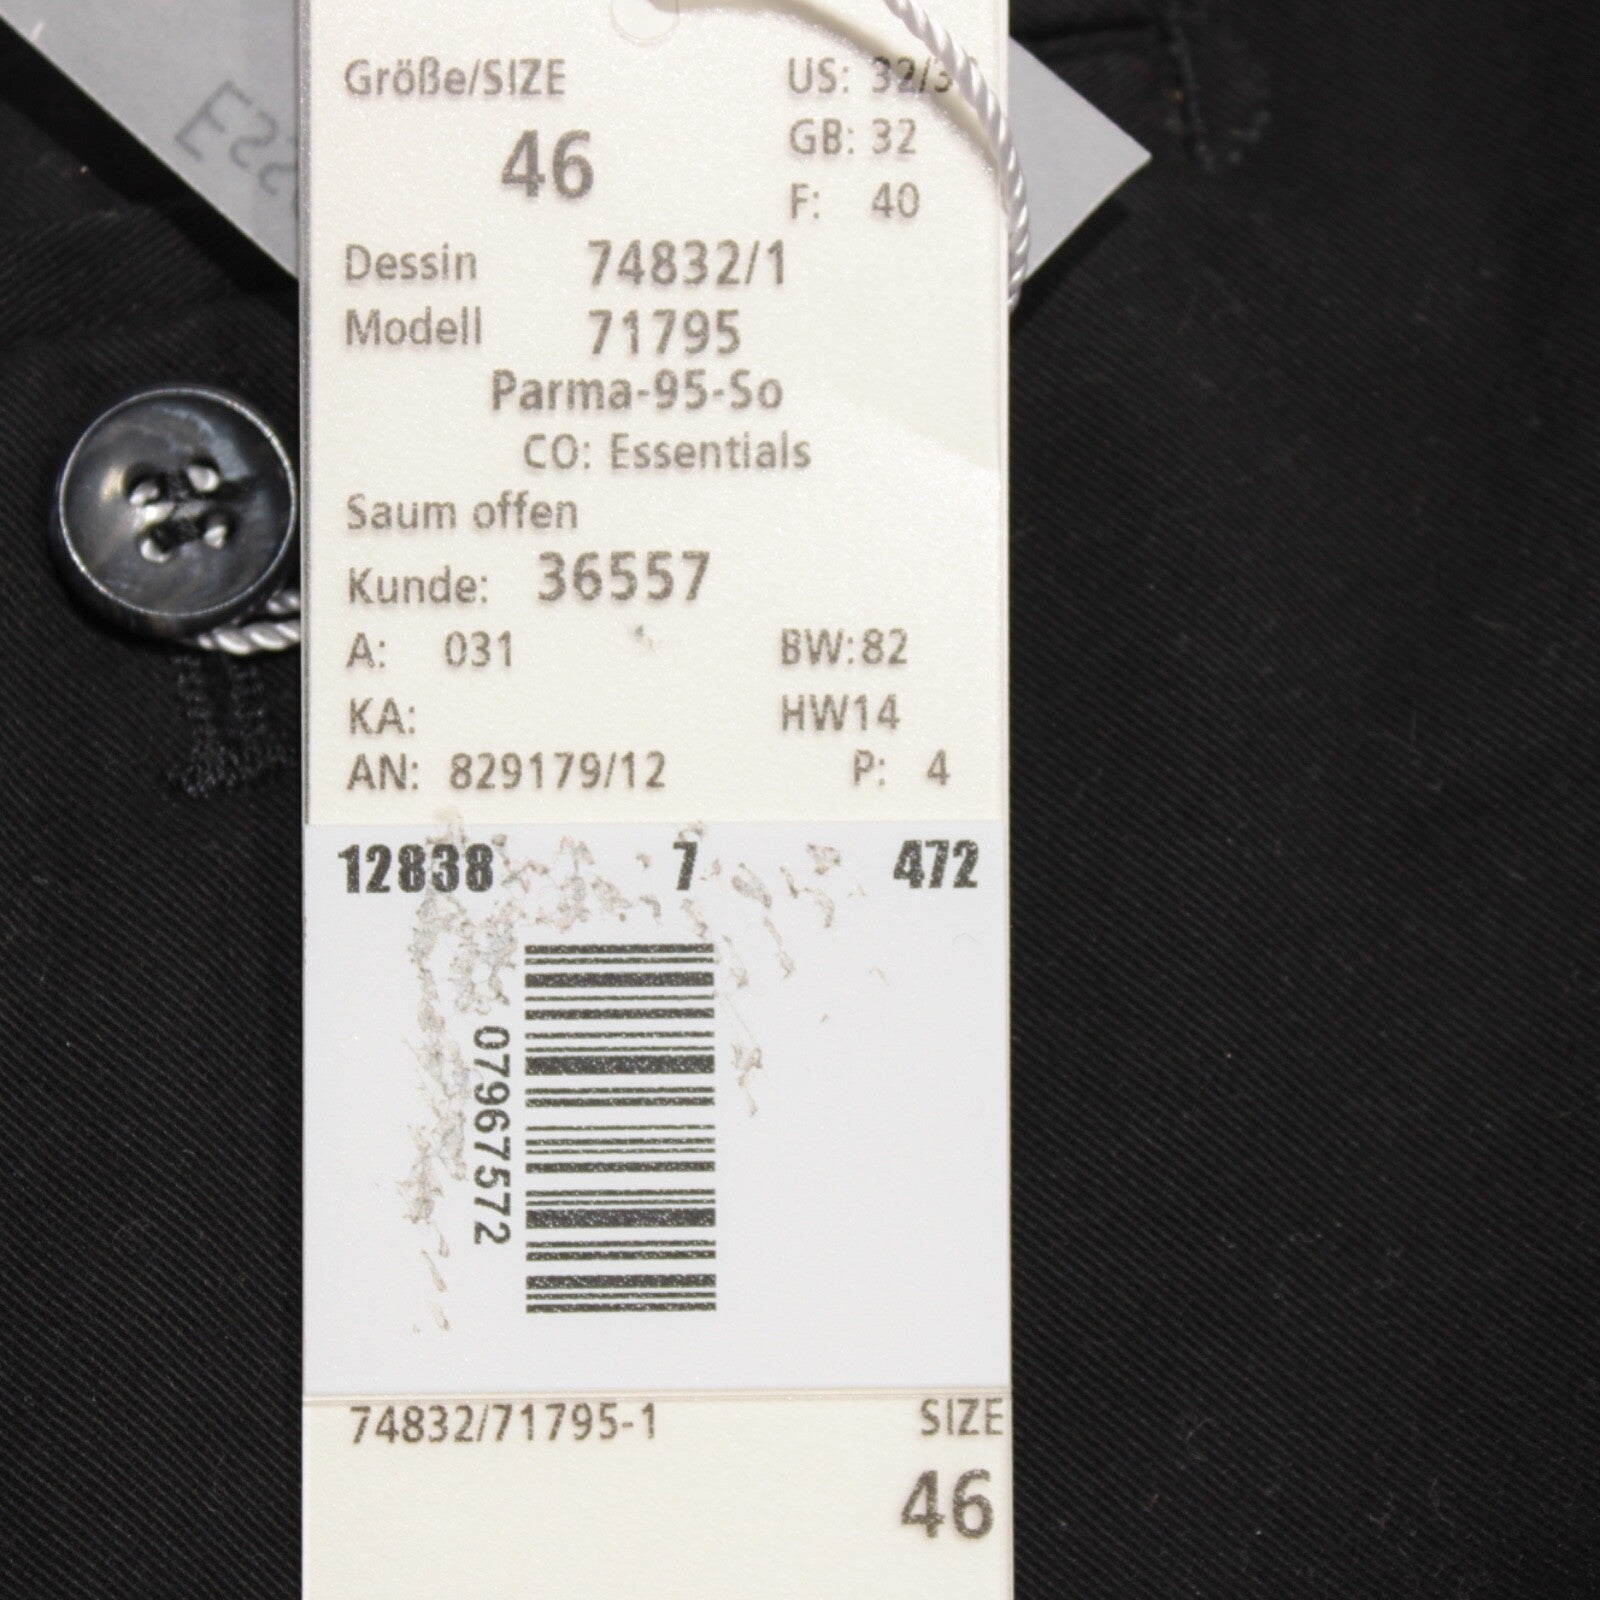 Größe/SIZE
46
US: 32/3
GB: 32
F: 40
Dessin 74832/1
Modell 71795
Parma-95-So
CO: Essentials
Saum offen
Kunde: 36557
A: 031
BW:82
KA:
HW14
AN: 829179/12
P: 4
12838 7 472
07967572
74832/71795-1
SIZE
46